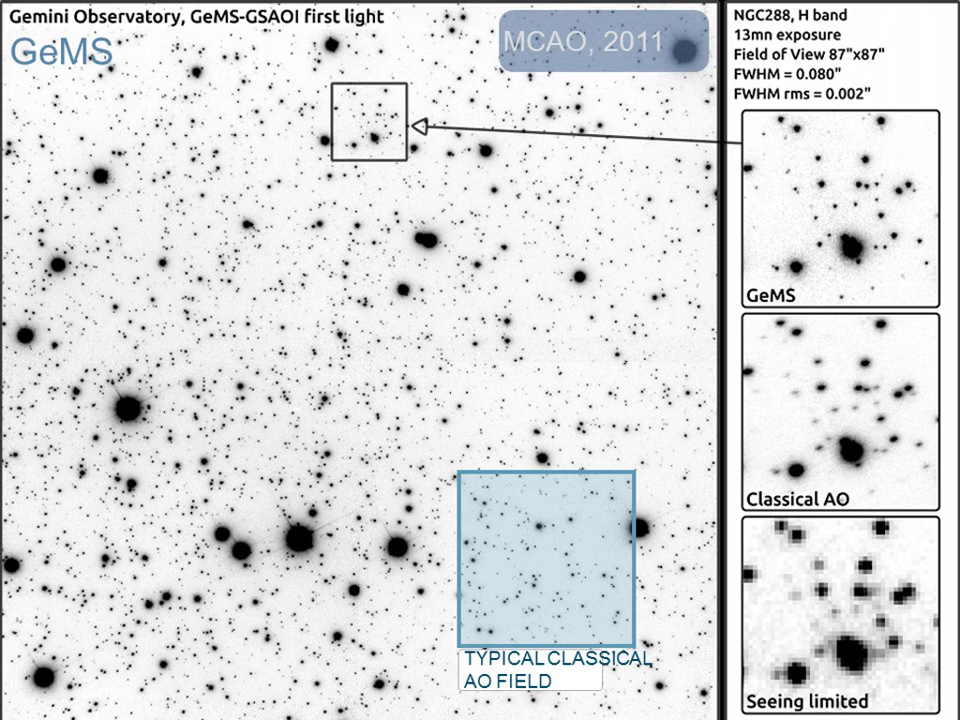 Gemini Observatory, GeMS-GSAOI first light
GeMS
MCAO, 2011
NGC288, H band
13mn exposure
Field of View 87"x87"
FWHM = 0.080"
FWHM rms = 0.002"
GeMS
Classical AO
Seeing limited
TYPICAL CLASSICAL
AO FIELD